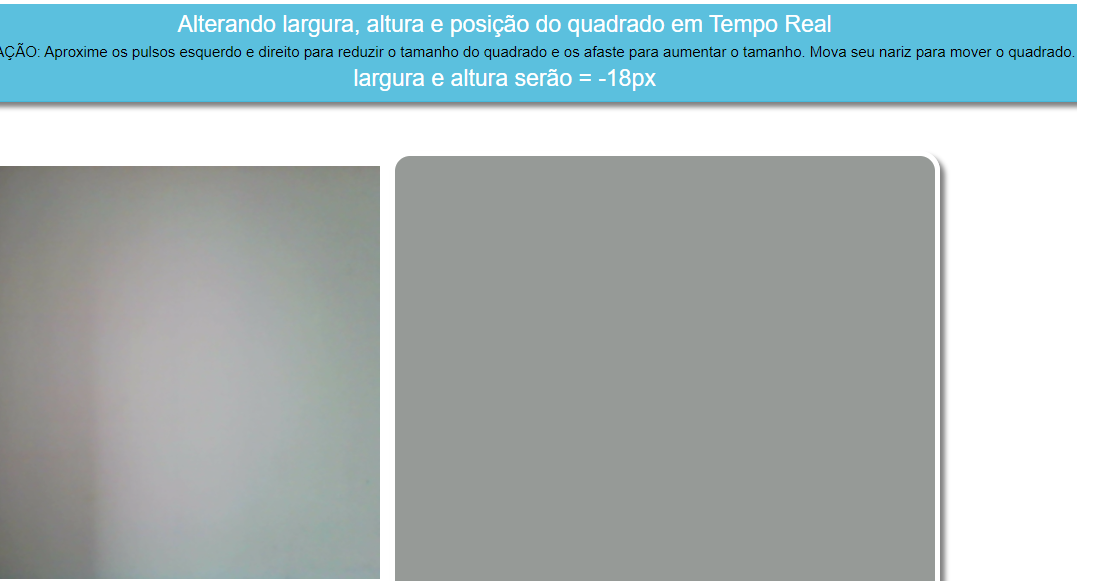 Alterando largura, altura e posição do quadrado em Tempo Real
AÇÃO: Aproxime os pulsos esquerdo e direito para reduzir o tamanho do quadrado e os afaste para aumentar o tamanho. Mova seu nariz para mover o quadrado.
largura e altura serão = -18px